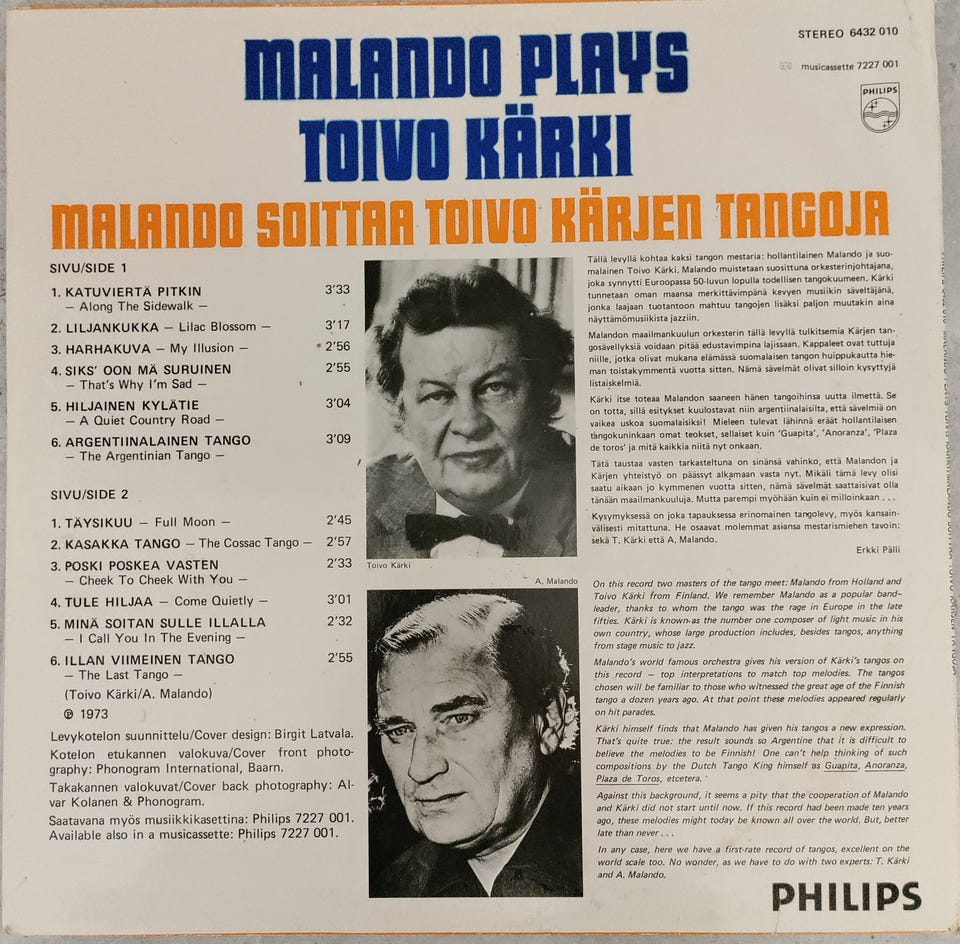 MALANDO PLAYS
TOIVO KÄRKI
STEREO 6432 010
musicassette 7227 001
PHILIPS
MALANDO SOITTAA TOIVO KÄRJEN TANGOJA
SIVU/SIDE 1
1. KATUVIERTÄ PITKIN 3'33
– Along The Sidewalk –
2. LILJANKUKKA – Lilac Blossom – 3'17
3. HARHAKUVA – My Illusion – 2'56
4. SIKS' OON MÄ SURUINEN 2'55
– That's Why I'm Sad –
5. HILJAINEN KYLÄTIE 3'04
– A Quiet Country Road –
6. ARGENTIINALAINEN TANGO 3'09
– The Argentinian Tango –
SIVU/SIDE 2
1. TÄYSIKUU – Full Moon – 2'45
2. KASAKKA TANGO – The Cossac Tango – 2'57
3. POSKI POSKEA VASTEN 2'33
– Cheek To Cheek With You –
4. TULE HILJAA – Come Quietly – 3'01
5. MINÄ SOITAN SULLE ILLALLA 2'32
– I Call You In The Evening –
6. ILLAN VIIMEINEN TANGO 2'55
– The Last Tango –
(Toivo Kärki/A. Malando)
℗ 1973
Levykotelon suunnittelu/Cover design: Birgit Latvala.
Kotelon etukannen valokuva/Cover front photo-
graphy: Phonogram International, Baarn.
Takakannen valokuvat/Cover back photography: Al-
var Kolanen & Phonogram.
Saatavana myös musiikkikasettina: Philips 7227 001.
Available also in a musicassette: Philips 7227 001.
Toivo Kärki
A. Malando
Tällä levyllä kohtaa kaksi tangon mestaria: hollantilainen Malando ja suo-
malainen Toivo Kärki. Malando muistetaan suosittuna orkesterinjohtajana,
joka synnytti Euroopassa 50-luvun lopulla todellisen tangokuumeen. Kärki
tunnetaan oman maansa merkittävimpänä kevyen musiikin säveltäjänä,
jonka laajaan tuotantoon mahtuu tangojen lisäksi paljon muutakin aina
näyttämömusiikista jazziin.
Malandon maailmankuulun orkesterin tällä levyllä tulkitsemia Kärjen tan-
gosävellyksiä voidaan pitää edustavimpina lajissaan. Kappaleet ovat tuttuja
niille, jotka olivat mukana elämässä suomalaisen tangon huippukautta hie-
man toistakymmentä vuotta sitten. Nämä sävelmät olivat silloin kysyttyjä
listaiskelmiä.
Kärki itse toteaa Malandon saaneen hänen tangoihinsa uutta ilmettä. Se
on totta, sillä esitykset kuulostavat niin argentiinalaisilta, että sävelmiä on
vaikea uskoa suomalaisiksi! Mieleen tulevat lähinnä eräät hollantilaisen
tangokuninkaan omat teokset, sellaiset kuin 'Guapita', 'Anoranza', 'Plaza
de toros' ja mitä kaikkia niitä nyt onkaan.
Tätä taustaa vasten tarkasteltuna on sinänsä vahinko, että Malandon ja
Kärjen yhteistyö on päässyt alkamaan vasta nyt. Mikäli tämä levy olisi
saatu aikaan jo kymmenen vuotta sitten, nämä sävelmät saattaisivat olla
tänään maailmankuuluja. Mutta parempi myöhään kuin ei milloinkaan . . .
Kysymyksessä on joka tapauksessa erinomainen tangolevy, myös kansain-
välisesti mitattuna. He osaavat molemmat asiansa mestarismiehen tavoin:
sekä T. Kärki että A. Malando.
Erkki Pälli
On this record two masters of the tango meet: Malando from Holland and
Toivo Kärki from Finland. We remember Malando as a popular band-
leader, thanks to whom the tango was the rage in Europe in the late
fifties. Kärki is known as the number one composer of light music in his
own country, whose large production includes, besides tangos, anything
from stage music to jazz.
Malando's world famous orchestra gives his version of Kärki's tangos on
this record – top interpretations to match top melodies. The tangos
chosen will be familiar to those who witnessed the great age of the Finnish
tango a dozen years ago. At that point these melodies appeared regularly
on hit parades.
Kärki himself finds that Malando has given his tangos a new expression.
That's quite true: the result sounds so Argentine that it is difficult to
believe the melodies to be Finnish! One can't help thinking of such
compositions by the Dutch Tango King himself as Guapita, Anoranza,
Plaza de Toros, etcetera.
Against this background, it seems a pity that the cooperation of Malando
and Kärki did not start until now. If this record had been made ten years
ago, these melodies might today be known all over the world. But, better
late than never . . .
In any case, here we have a first-rate record of tangos, excellent on the
world scale too. No wonder, as we have to do with two experts: T. Kärki
and A. Malando.
PHILIPS